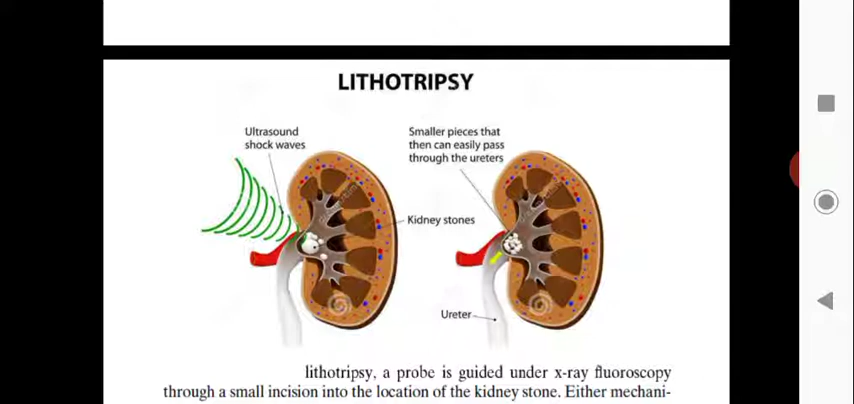 LITHOTRIPSY
Ultrasound
shock waves
Smaller pieces that
then can easily pass
through the ureters
Kidney stones
Ureter
lithotripsy, a probe is guided under x-ray fluoroscopy
through a small incision into the location of the kidney stone. Either mechani-